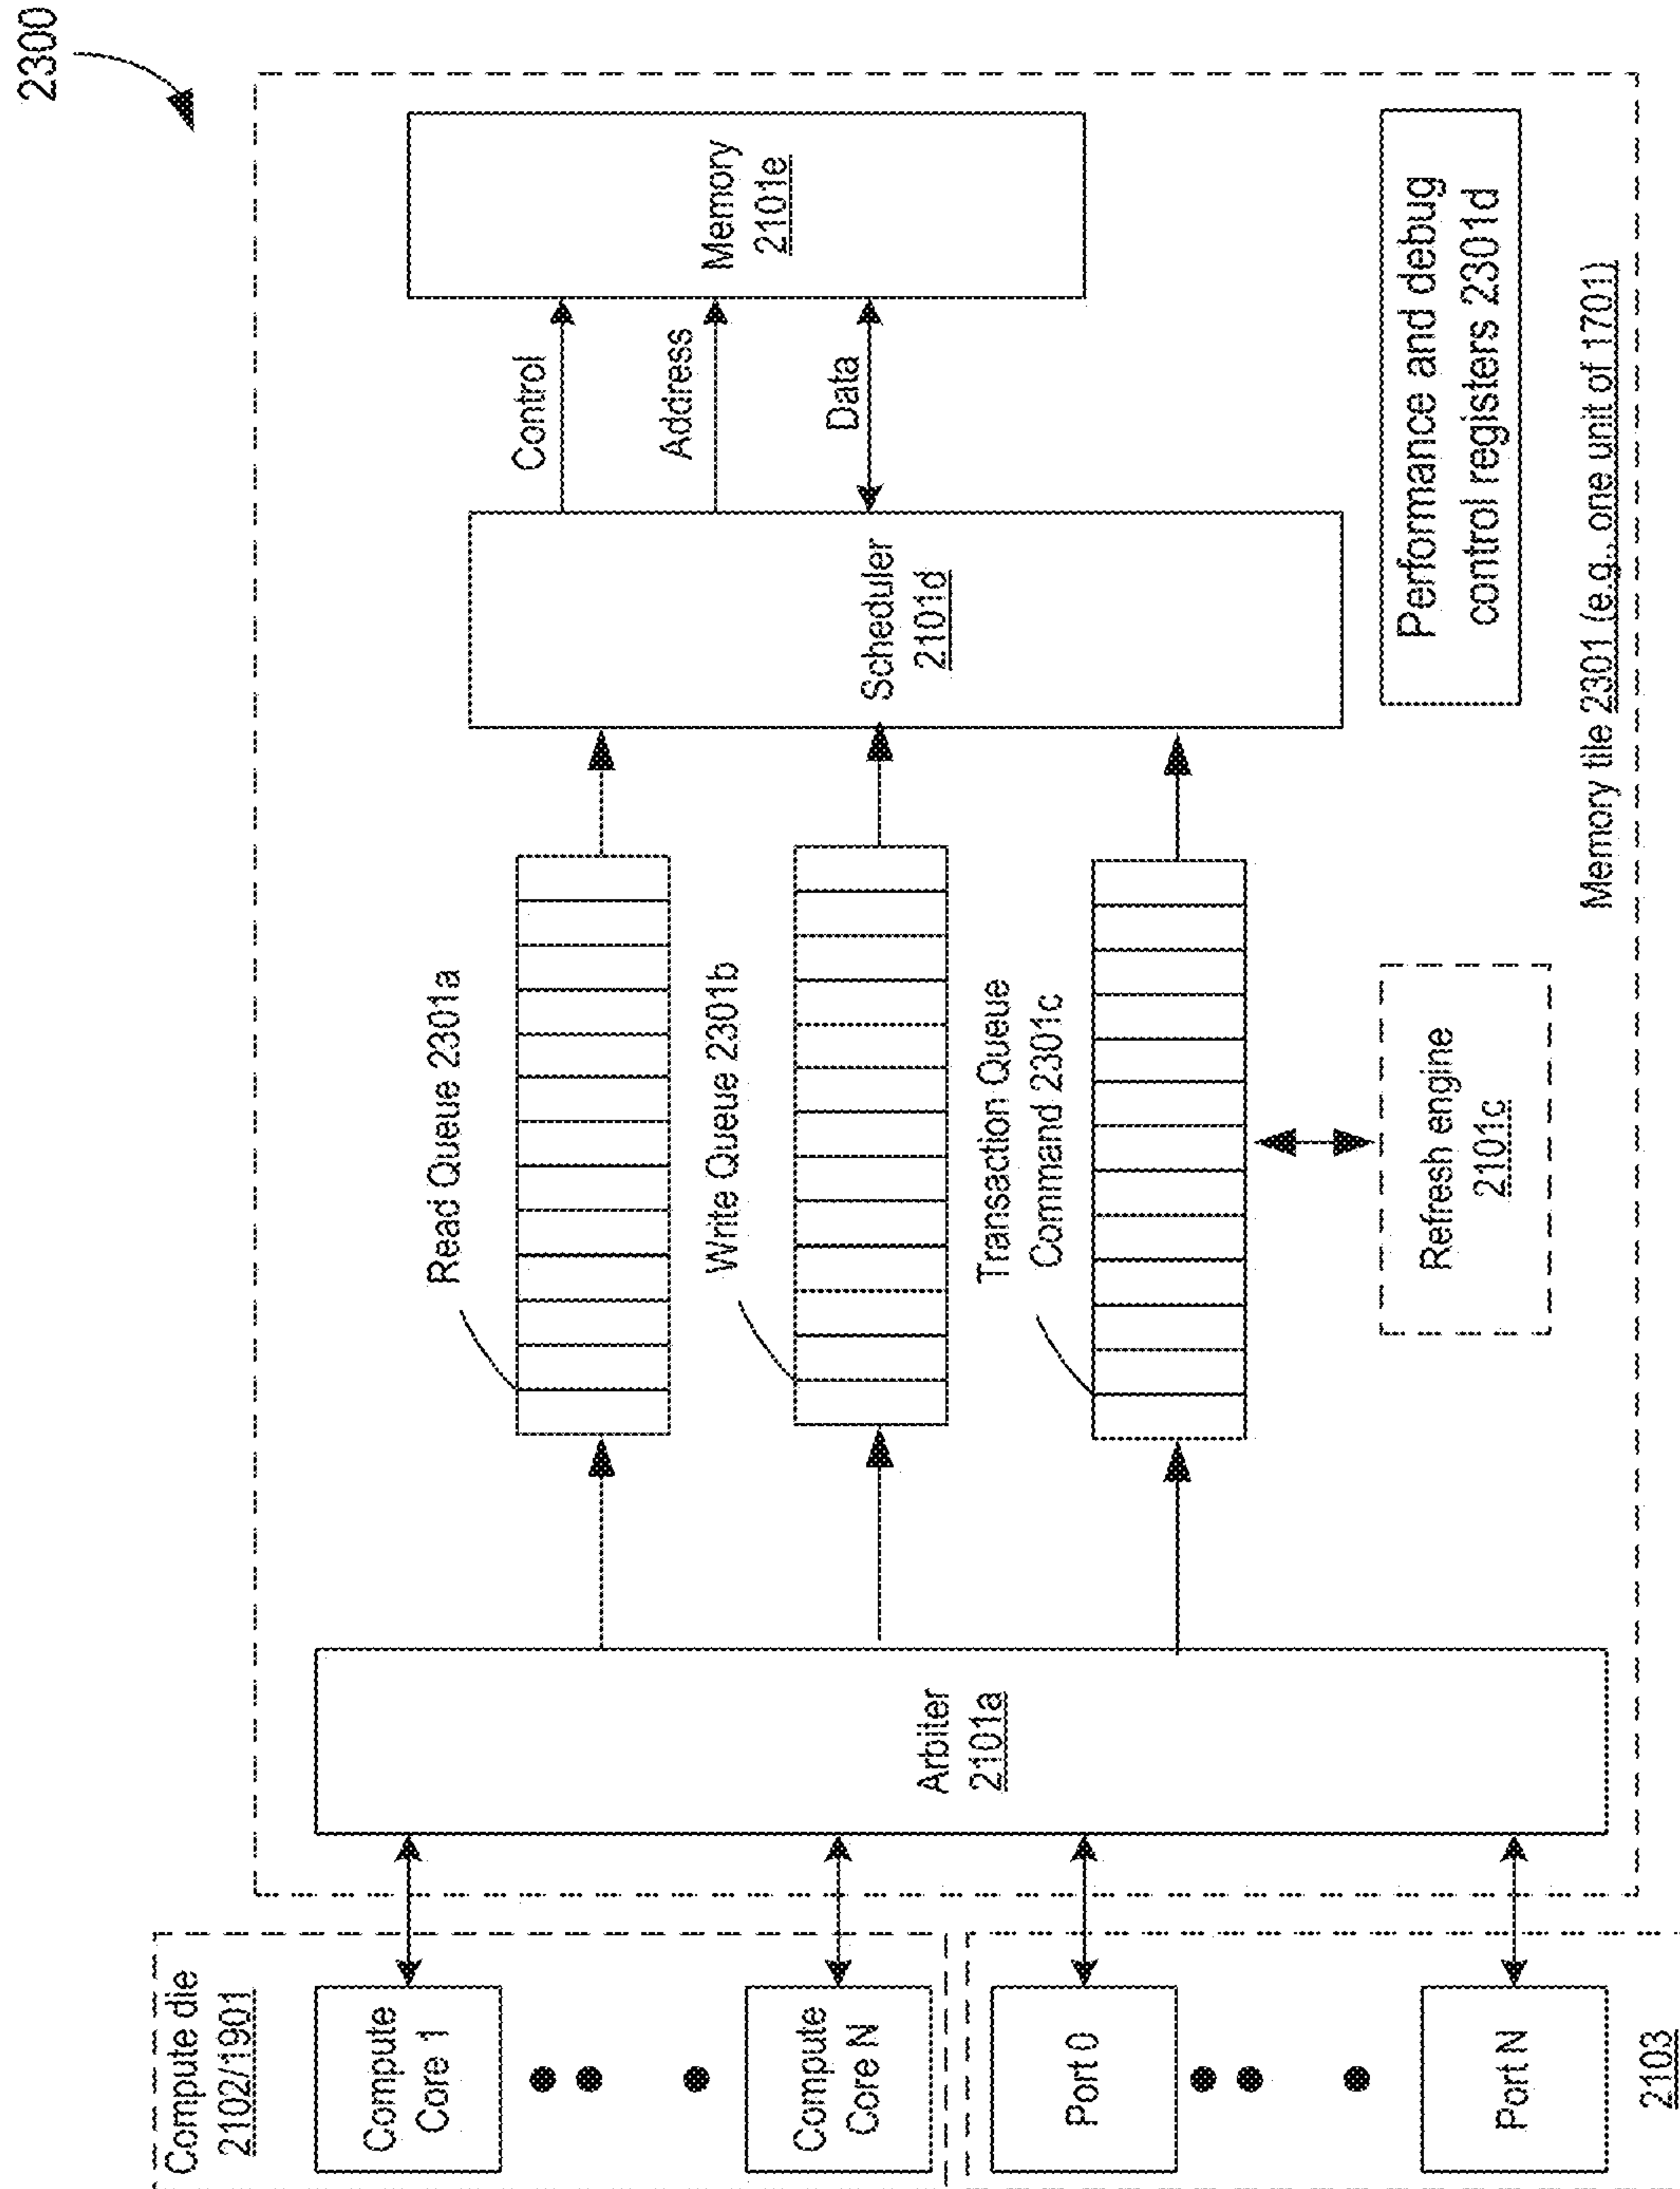 2300
Compute die
2102/1901
Compute
Core 1
Compute
Core N
Port 0
Port N
2103
Arbiter
2101a
Read Queue 2301a
Write Queue 2301b
Transaction Queue
Command 2301c
Refresh engine
2101c
Scheduler
2101d
Control
Address
Data
Memory
2101e
Performance and debug
control registers 2301d
Memory tile 2301 (e.g., one unit of 1701)